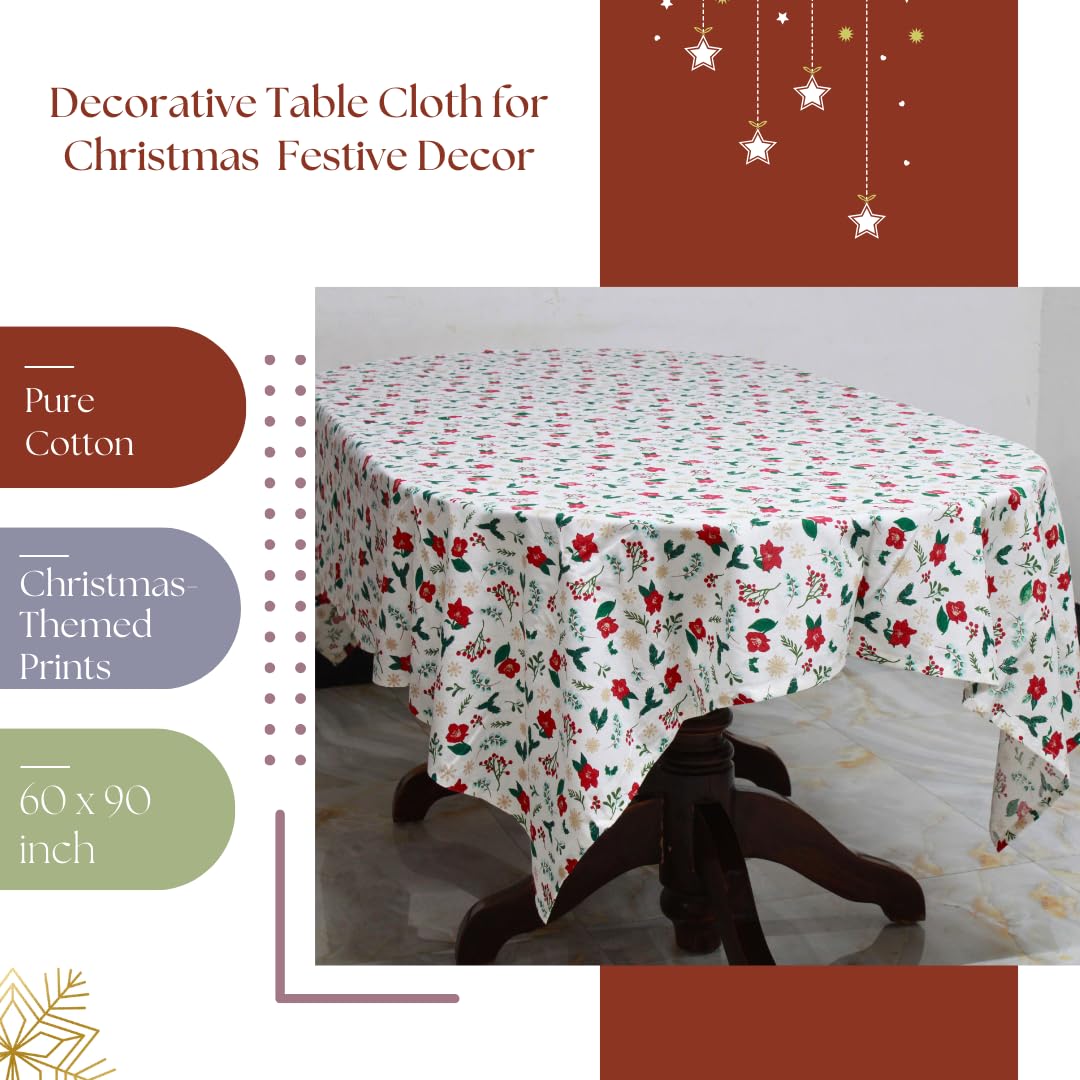 Decorative Table Cloth for
Christmas Festive Decor
Pure
Cotton
Christmas-
Themed
Prints
60 x 90
inch